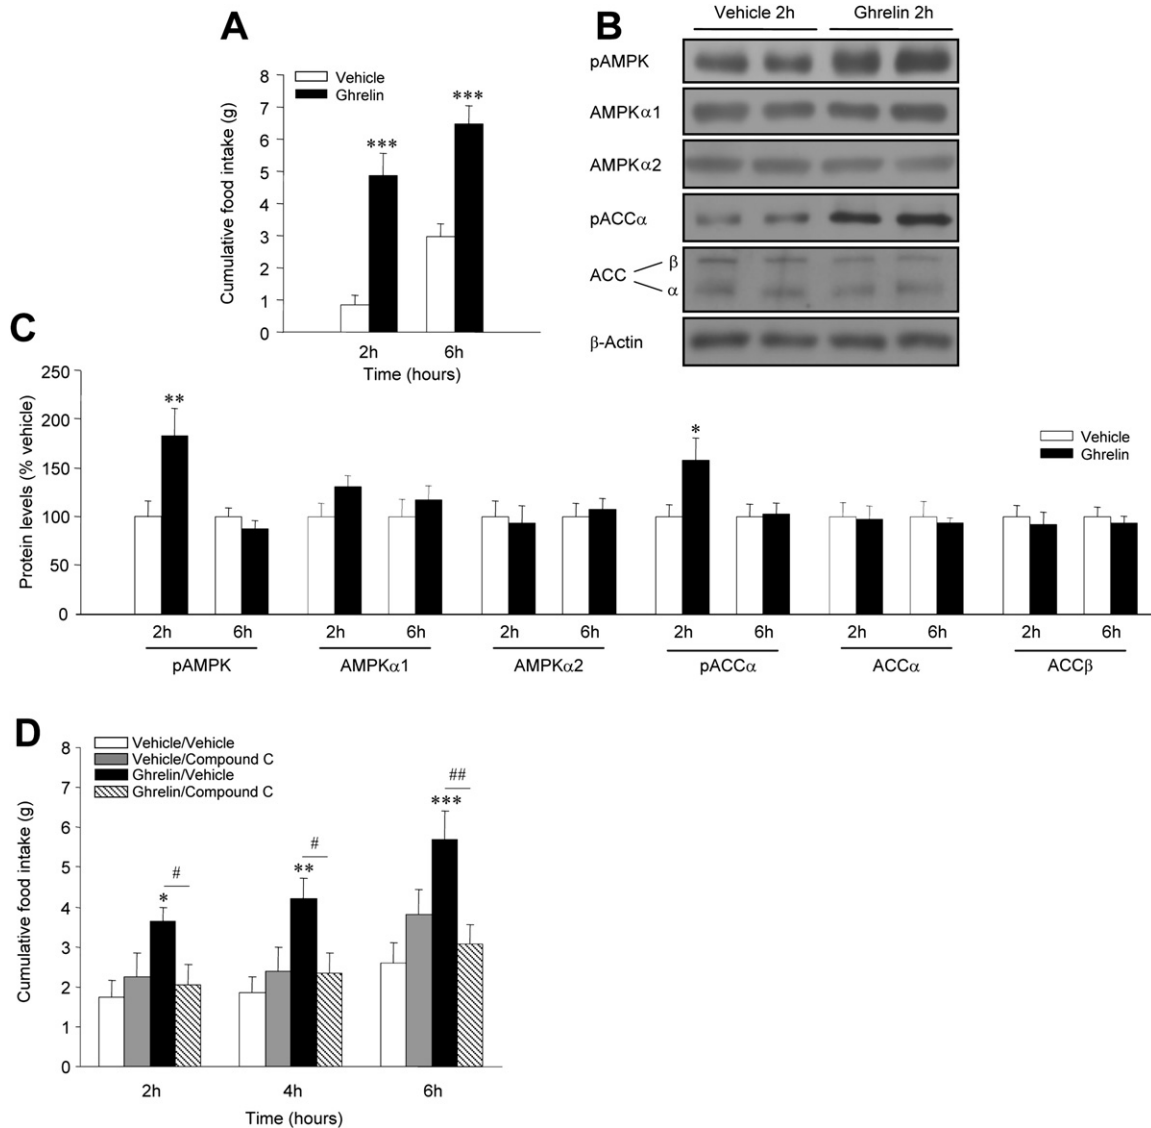 A
Vehicle
Ghrelin
Cumulative food intake (g)
8
7
6
5
4
3
2
1
0
***
***
2h
6h
Time (hours)
B
Vehicle 2h
Ghrelin 2h
pAMPK
AMPKα1
AMPKα2
pACCα
ACC
β
α
β-Actin
C
Protein levels (% vehicle)
250
200
150
100
50
0
**
*
Vehicle
Ghrelin
2h 6h 2h 6h 2h 6h 2h 6h 2h 6h 2h 6h
pAMPK AMPKα1 AMPKα2 pACCα ACCα ACCβ
D
Vehicle/Vehicle
Vehicle/Compound C
Ghrelin/Vehicle
Ghrelin/Compound C
Cumulative food intake (g)
8
7
6
5
4
3
2
1
0
#
*
#
**
##
***
2h 4h 6h
Time (hours)